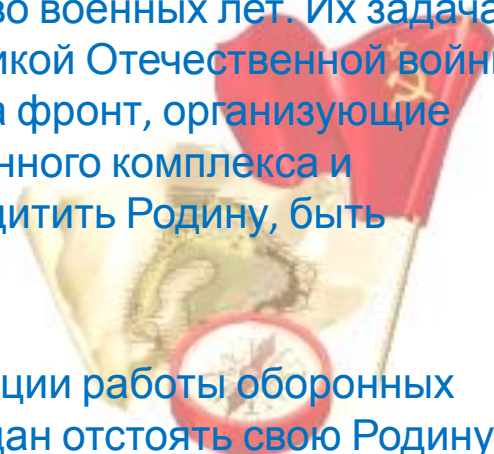 во военных лет. Их задача
икой Отечественной войн
а фронт, организующие
нного комплекса и
цитить Родину, быть
ции работы оборонных
дан отстоять свою Родину